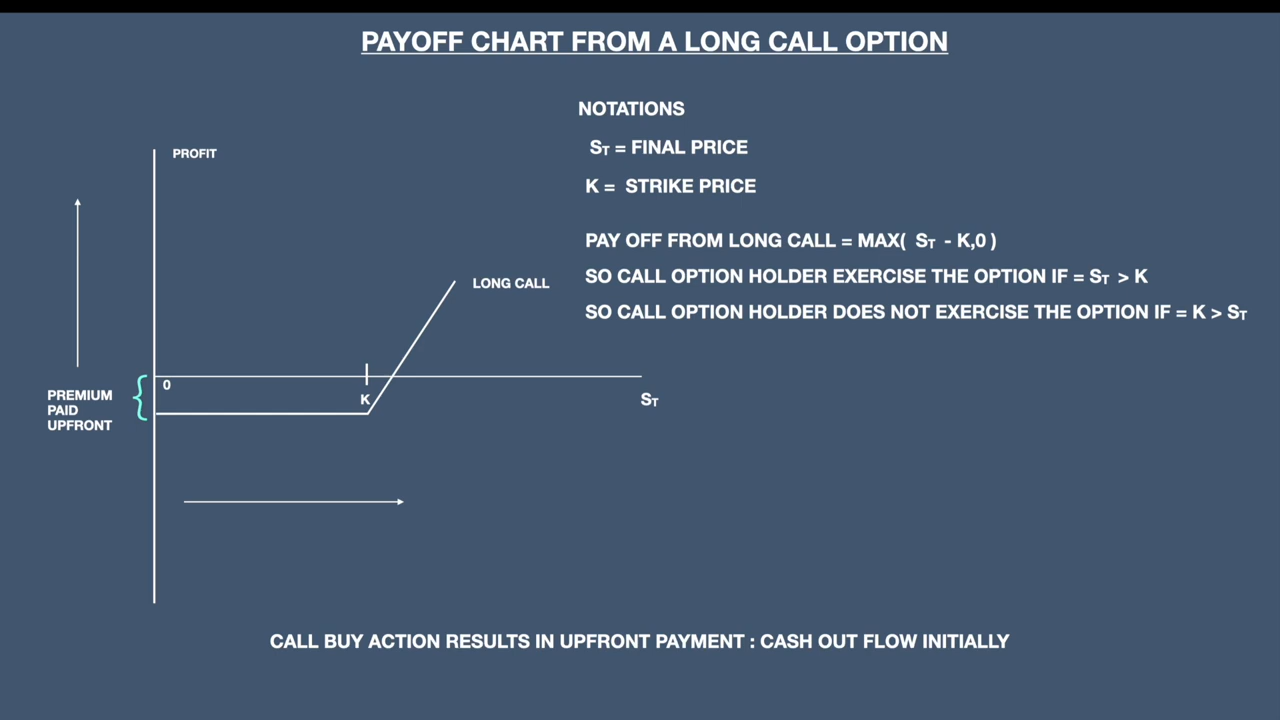 PAYOFF CHART FROM A LONG CALL OPTION
NOTATIONS
ST = FINAL PRICE
K = STRIKE PRICE
PAY OFF FROM LONG CALL = MAX( ST - K,0 )
SO CALL OPTION HOLDER EXERCISE THE OPTION IF = ST > K
SO CALL OPTION HOLDER DOES NOT EXERCISE THE OPTION IF = K > ST
PROFIT
LONG CALL
0
K
ST
PREMIUM
PAID
UPFRONT
CALL BUY ACTION RESULTS IN UPFRONT PAYMENT : CASH OUT FLOW INITIALLY